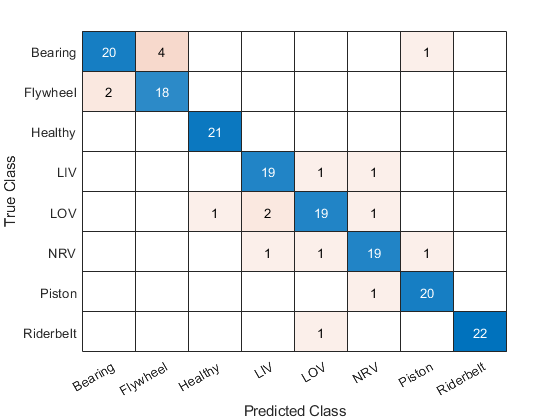 True Class
Bearing 20 4 1
Flywheel 2 18
Healthy 21
LIV 19 1 1
LOV 1 2 19 1
NRV 1 1 19 1
Piston 1 20
Riderbelt 1 22
Bearing Flywheel Healthy LIV LOV NRV Piston Riderbelt
Predicted Class